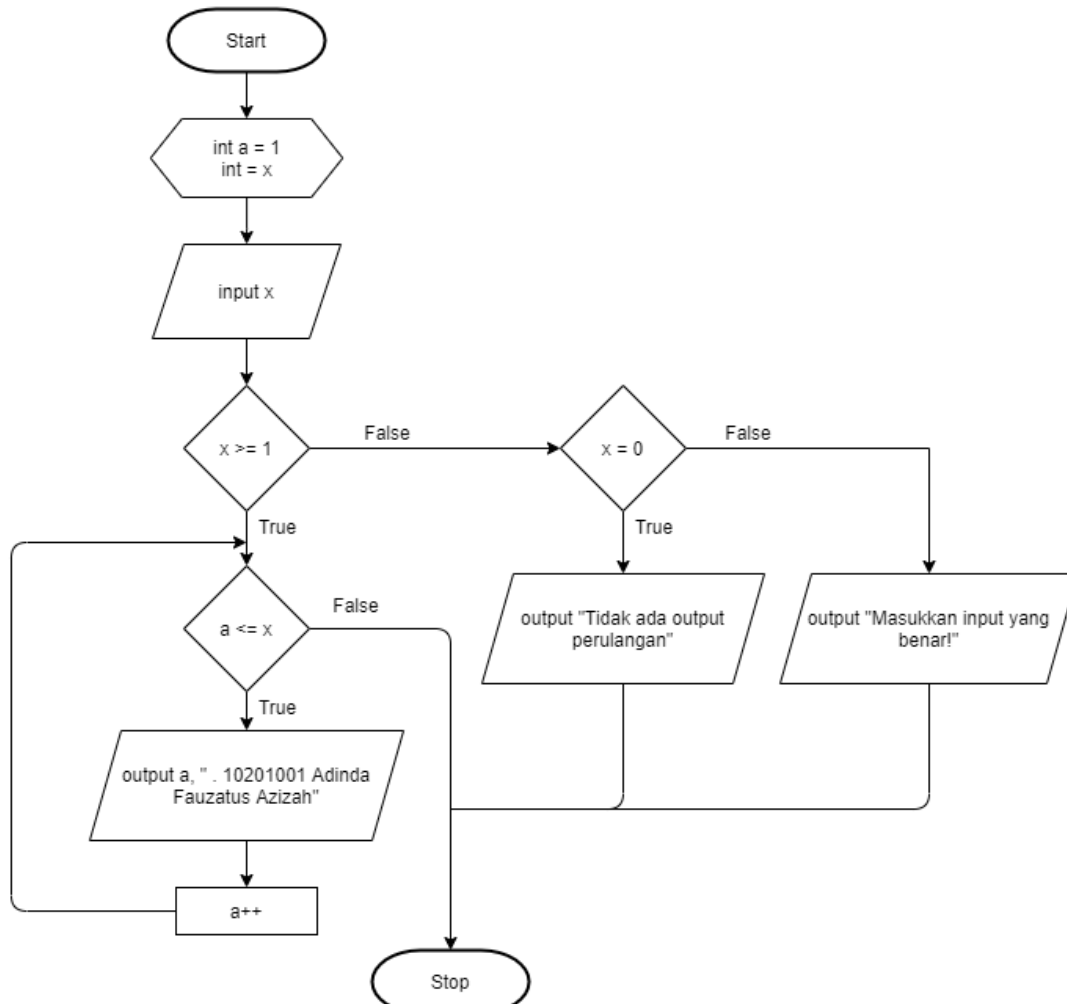 Start
int a = 1
int = x
input x
x >= 1
False
x = 0
False
True
True
a <= x
False
output "Tidak ada output
perulangan"
output "Masukkan input yang
benar!"
True
output a, " . 10201001 Adinda
Fauzatus Azizah"
a++
Stop